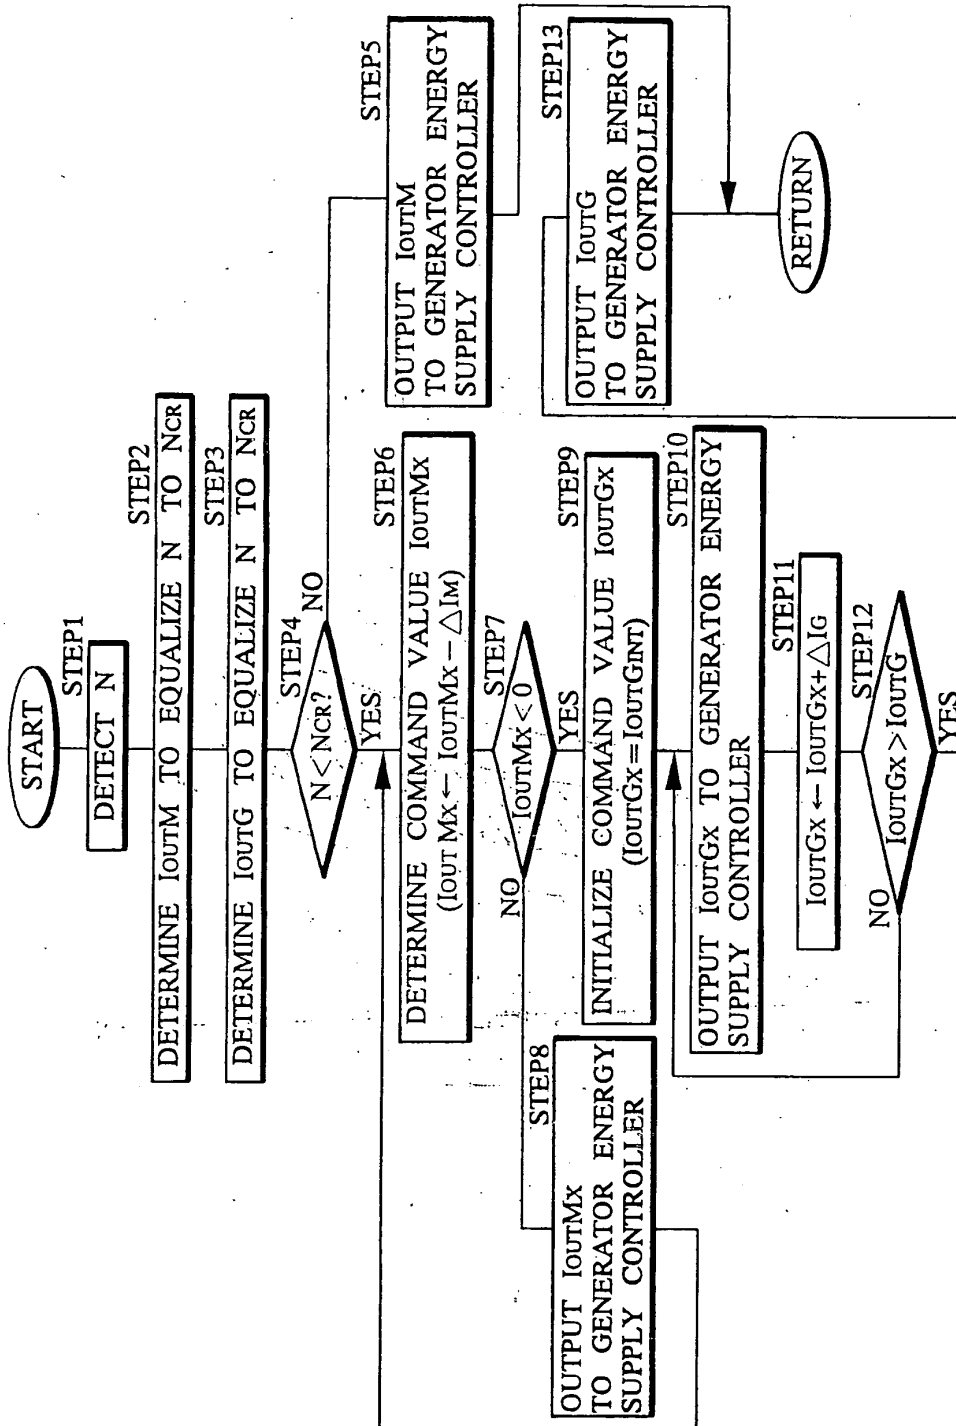 START
STEP1
DETECT N
STEP2
DETERMINE IOUTM TO EQUALIZE N TO NCR
STEP3
DETERMINE IOUTG TO EQUALIZE N TO NCR
STEP4
N < NCR?
NO
YES
STEP5
OUTPUT IOUTM
TO GENERATOR ENERGY
SUPPLY CONTROLLER
STEP6
DETERMINE COMMAND VALUE IOUTMX
(IOUTMX ← IOUTMX − △IM)
STEP7
IOUTMX < 0
NO
YES
STEP8
OUTPUT IOUTMX
TO GENERATOR ENERGY
SUPPLY CONTROLLER
STEP9
INITIALIZE COMMAND VALUE IOUTGX
(IOUTGX = IOUTGINT)
STEP10
OUTPUT IOUTGX TO GENERATOR ENERGY
SUPPLY CONTROLLER
STEP11
IOUTGX ← IOUTGX + △IG
STEP12
IOUTGX > IOUTG
NO
YES
STEP13
OUTPUT IOUTG
TO GENERATOR ENERGY
SUPPLY CONTROLLER
RETURN